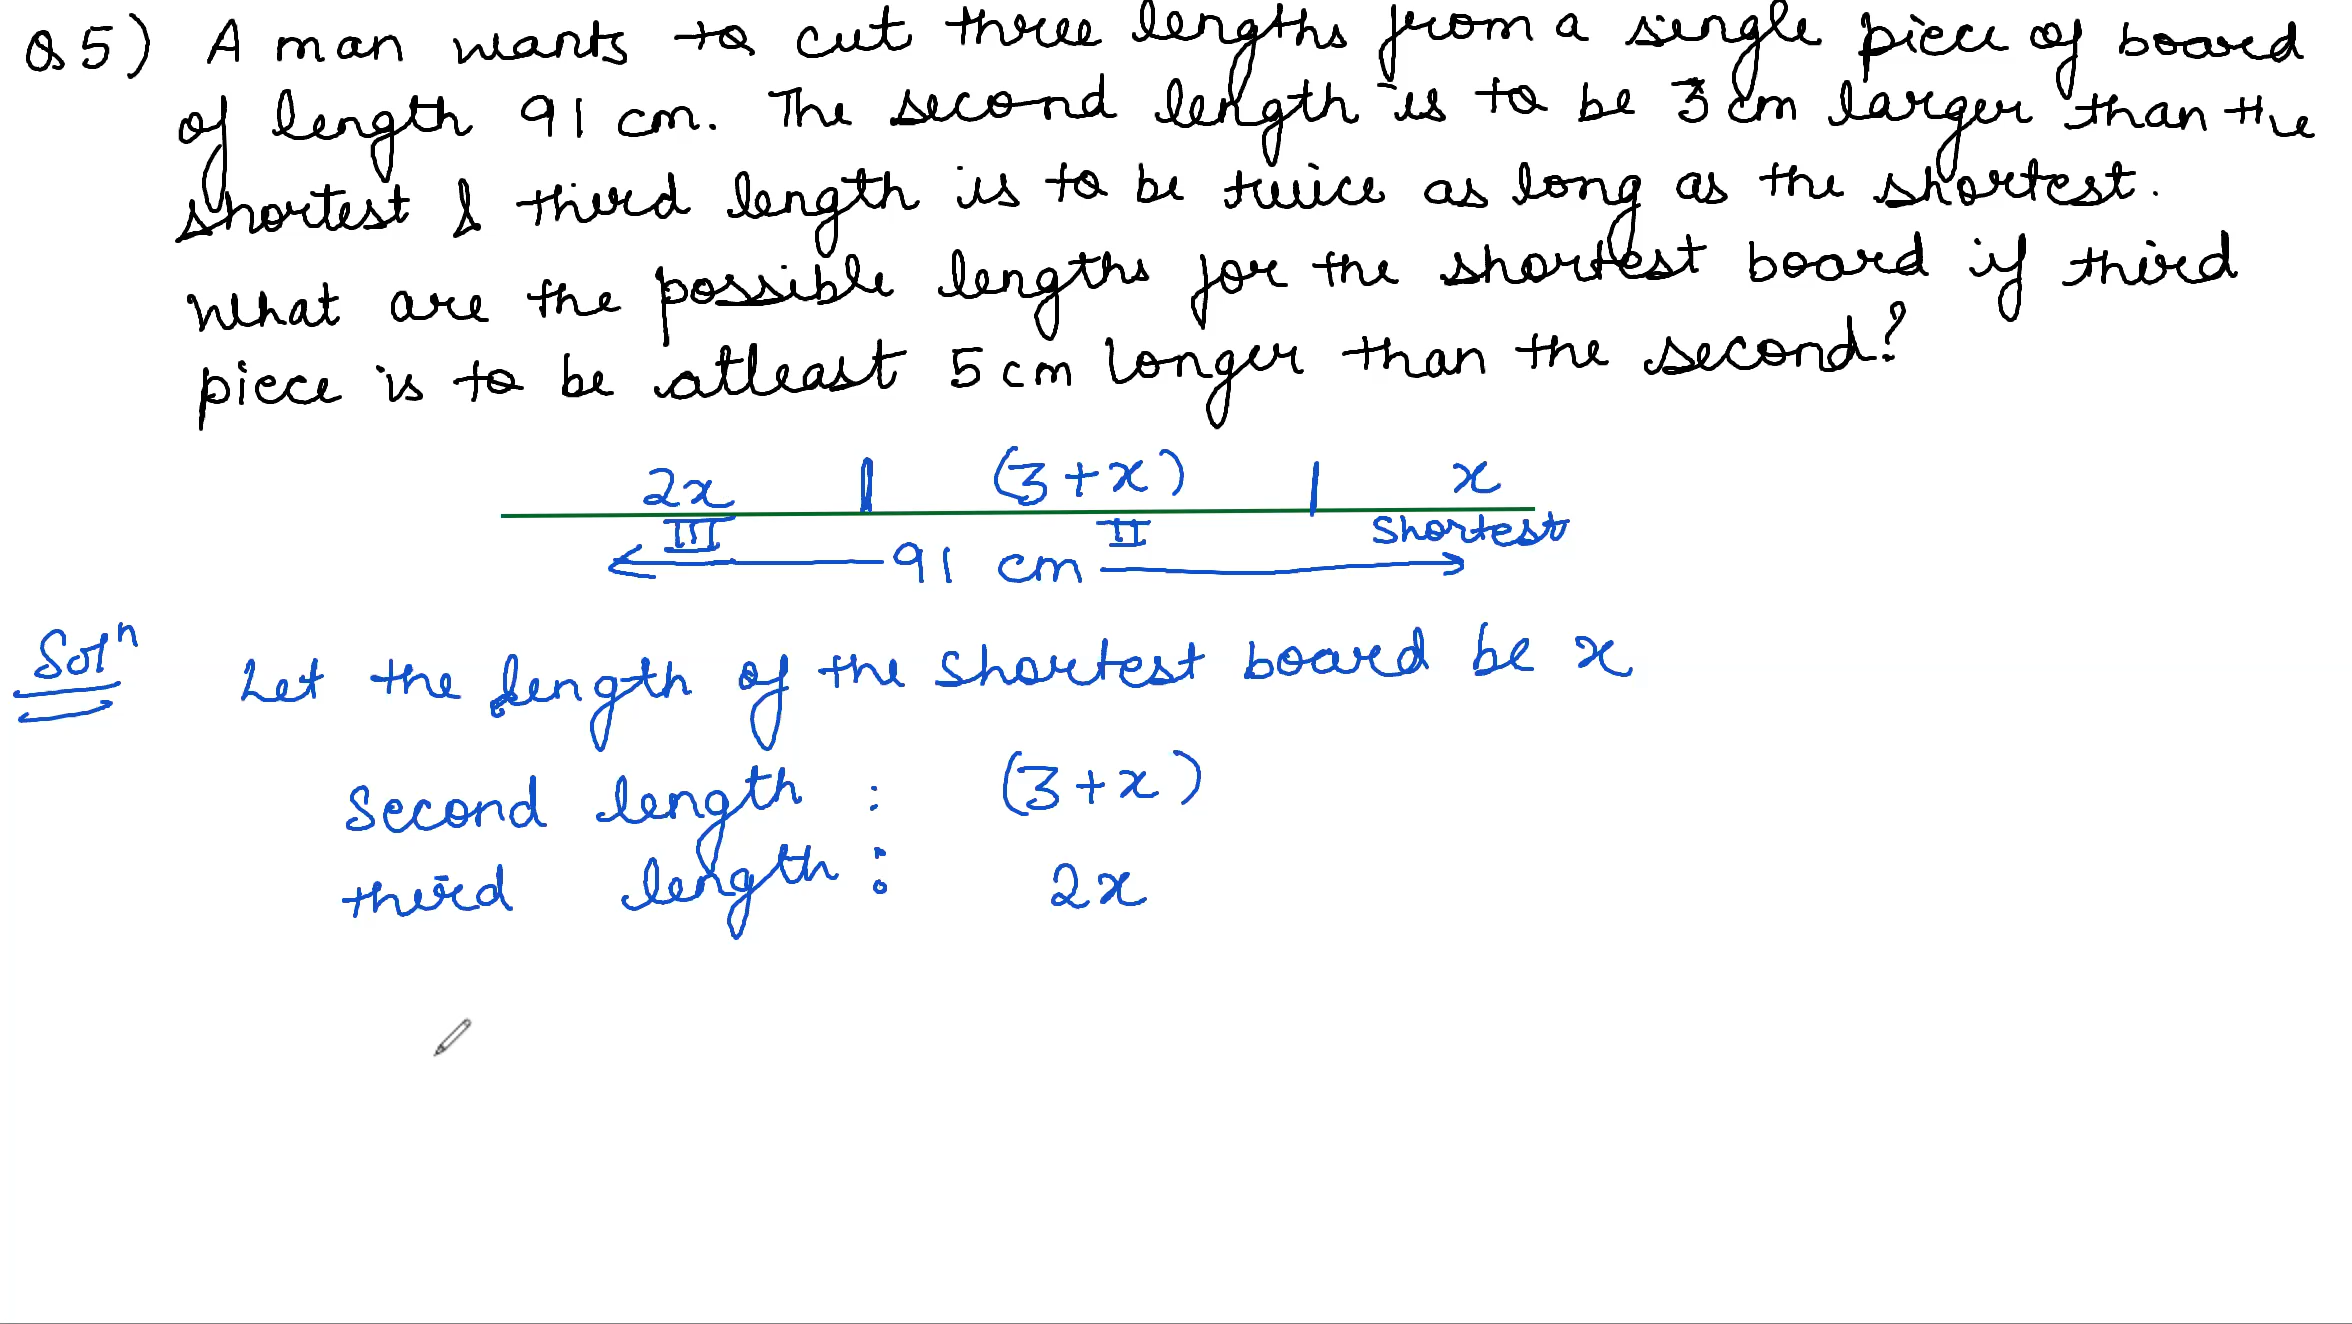 Q5) A man wants to cut three lengths from a single piece of board
of length 91 cm. The second length is to be 3 cm larger than the
shortest & third length is to be twice as long as the shortest.
What are the possible lengths for the shortest board if third
piece is to be atleast 5 cm longer than the second?
2x | (3+x) | x
III II Shortest
91 cm
Solⁿ Let the length of the shortest board be x
Second length : (3+x)
third length : 2x